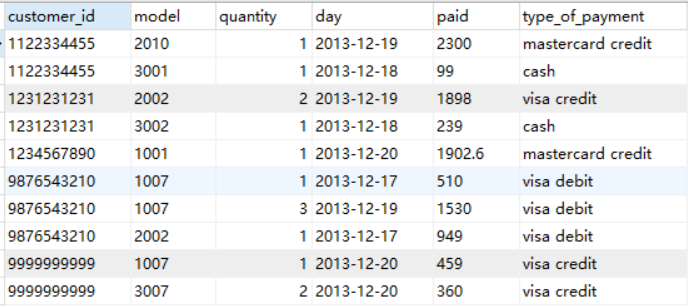 customer_id model quantity day paid type_of_payment
1122334455 2010 1 2013-12-19 2300 mastercard credit
1122334455 3001 1 2013-12-18 99 cash
1231231231 2002 2 2013-12-19 1898 visa credit
1231231231 3002 1 2013-12-18 239 cash
1234567890 1001 1 2013-12-20 1902.6 mastercard credit
9876543210 1007 1 2013-12-17 510 visa debit
9876543210 1007 3 2013-12-19 1530 visa debit
9876543210 2002 1 2013-12-17 949 visa debit
9999999999 1007 1 2013-12-20 459 visa credit
9999999999 3007 2 2013-12-20 360 visa credit